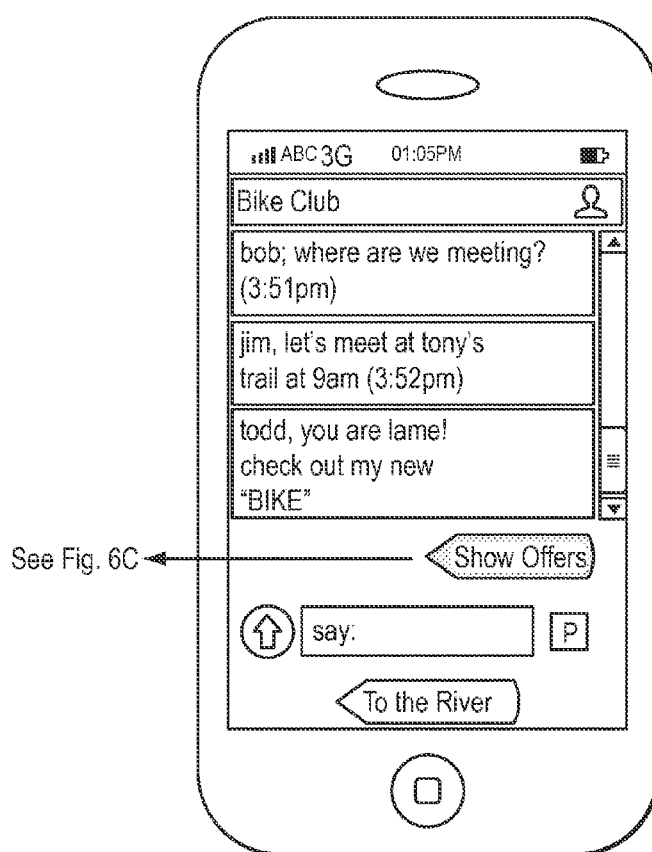 ABC 3G 01:05PM
Bike Club
bob; where are we meeting?
(3:51pm)
jim, let's meet at tony's
trail at 9am (3:52pm)
todd, you are lame!
check out my new
"BIKE"
See Fig. 6C
Show Offers
say:
P
To the River